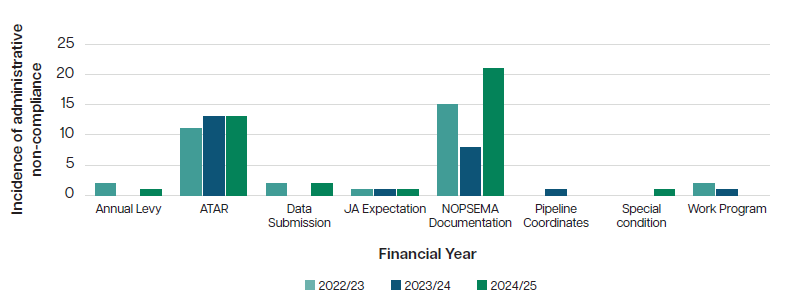 Incidence of administrative
non-compliance
25
20
15
10
5
0
Annual Levy
ATAR
Data
Submission
JA Expectation
NOPSEMA
Documentation
Pipeline
Coordinates
Special
condition
Work Program
Financial Year
2022/23
2023/24
2024/25